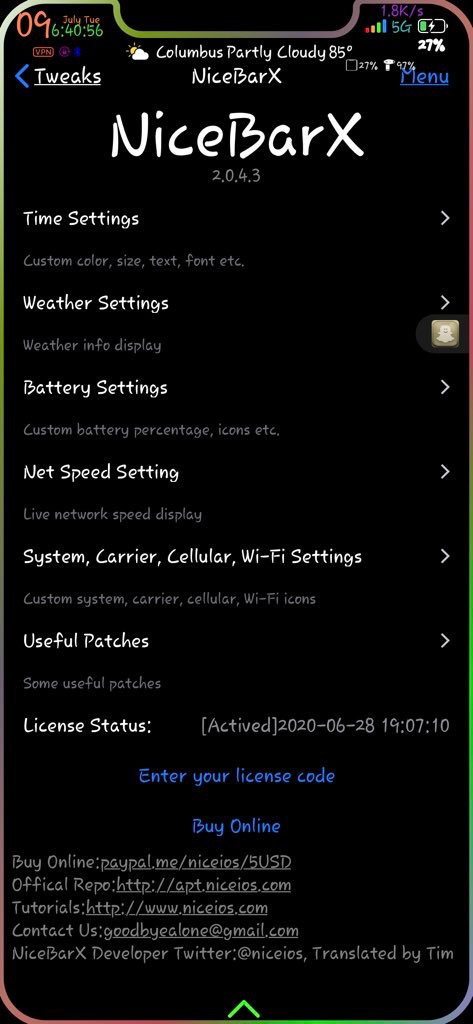 09 July Tue
6:40:56
1.8K/s
5G
27%
VPN
Columbus Partly Cloudy 85°
27% 97%
Tweaks NiceBarX Menu
NiceBarX
2.0.4.3
Time Settings
Custom color, size, text, font etc.
Weather Settings
Weather info display
Battery Settings
Custom battery percentage, icons etc.
Net Speed Setting
Live network speed display
System, Carrier, Cellular, Wi-Fi Settings
Custom system, carrier, cellular, Wi-Fi icons
Useful Patches
Some useful patches
License Status: [Actived]2020-06-28 19:07:10
Enter your license code
Buy Online
Buy Online:paypal.me/niceios/5USD
Offical Repo:http://apt.niceios.com
Tutorials:http://www.niceios.com
Contact Us:goodbyealone@gmail.com
NiceBarX Developer Twitter:@niceios, Translated by Tim